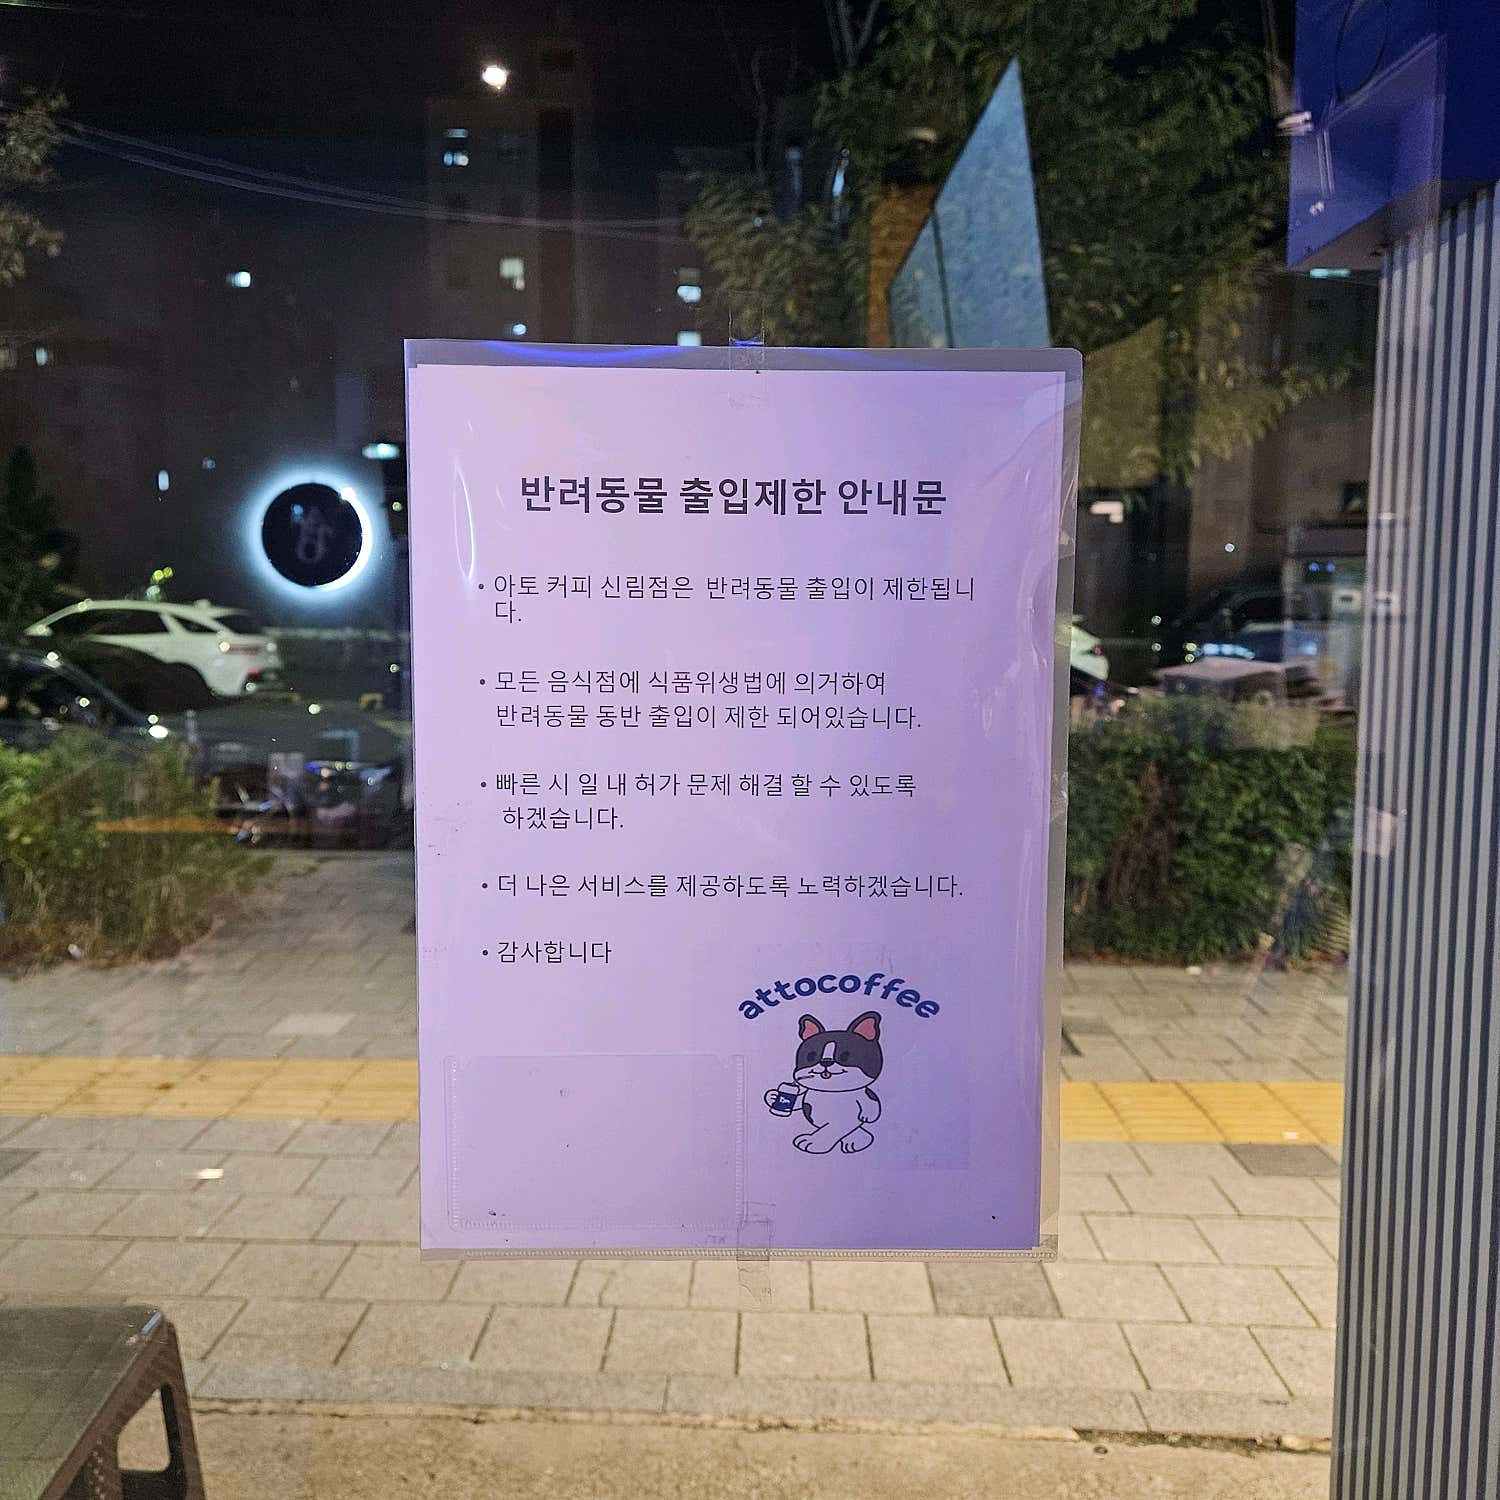 반려동물 출입제한 안내문
• 아토 커피 신림점은 반려동물 출입이 제한됩니
다.
• 모든 음식점에 식품위생법에 의거하여
반려동물 동반 출입이 제한 되어있습니다.
• 빠른 시 일 내 허가 문제 해결 할 수 있도록
하겠습니다.
• 더 나은 서비스를 제공하도록 노력하겠습니다.
• 감사합니다
attocoffee